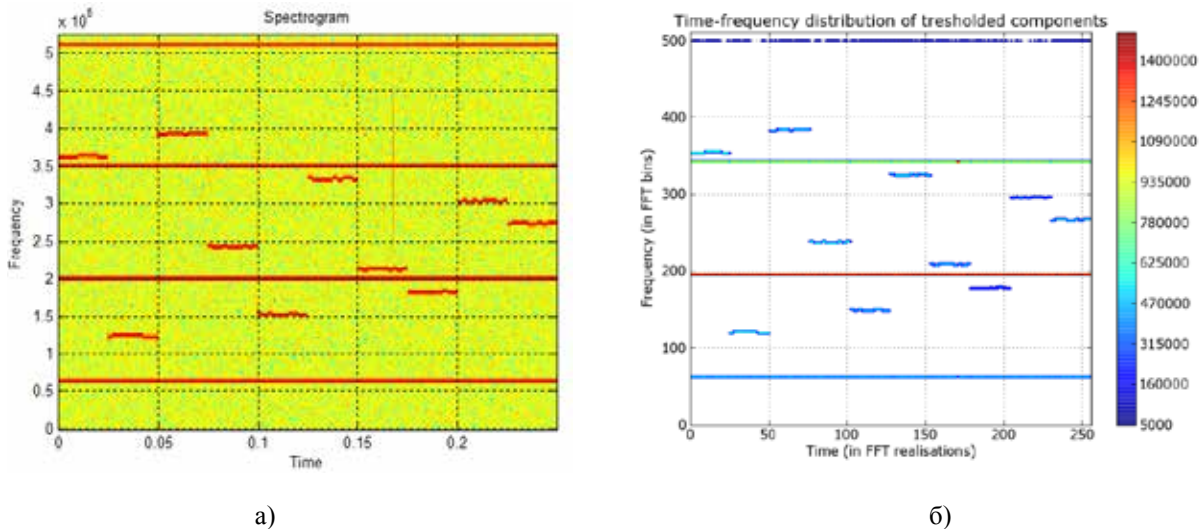 Spectrogram
x 10⁵
5
4.5
4
3.5
3
2.5
2
1.5
1
0.5
0
Frequency
0 0.05 0.1 0.15 0.2
Time
а)
Time-frequency distribution of tresholded components
500
400
300
200
100
0
Frequency (in FFT bins)
0 50 100 150 200 250
Time (in FFT realisations)
1400000
1245000
1090000
935000
780000
625000
470000
315000
160000
5000
б)